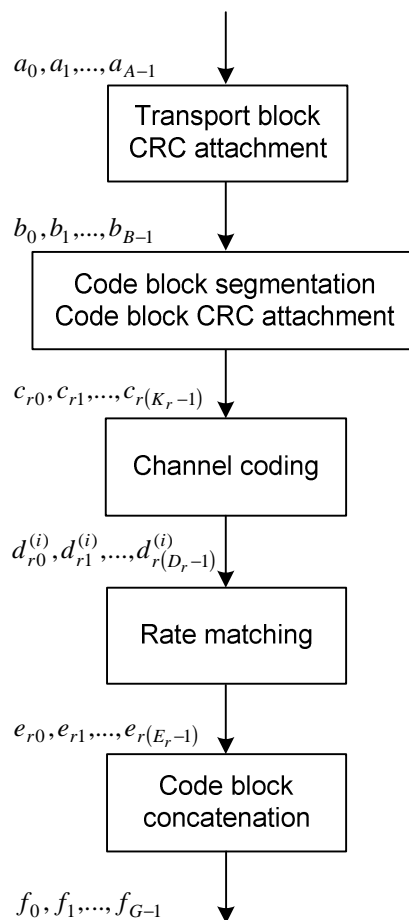 a_0, a_1,..., a_{A-1}
Transport block
CRC attachment
b_0, b_1,..., b_{B-1}
Code block segmentation
Code block CRC attachment
c_{r0}, c_{r1},..., c_{r(K_r-1)}
Channel coding
d_{r0}^{(i)}, d_{r1}^{(i)},..., d_{r(D_r-1)}^{(i)}
Rate matching
e_{r0}, e_{r1},..., e_{r(E_r-1)}
Code block
concatenation
f_0, f_1,..., f_{G-1}